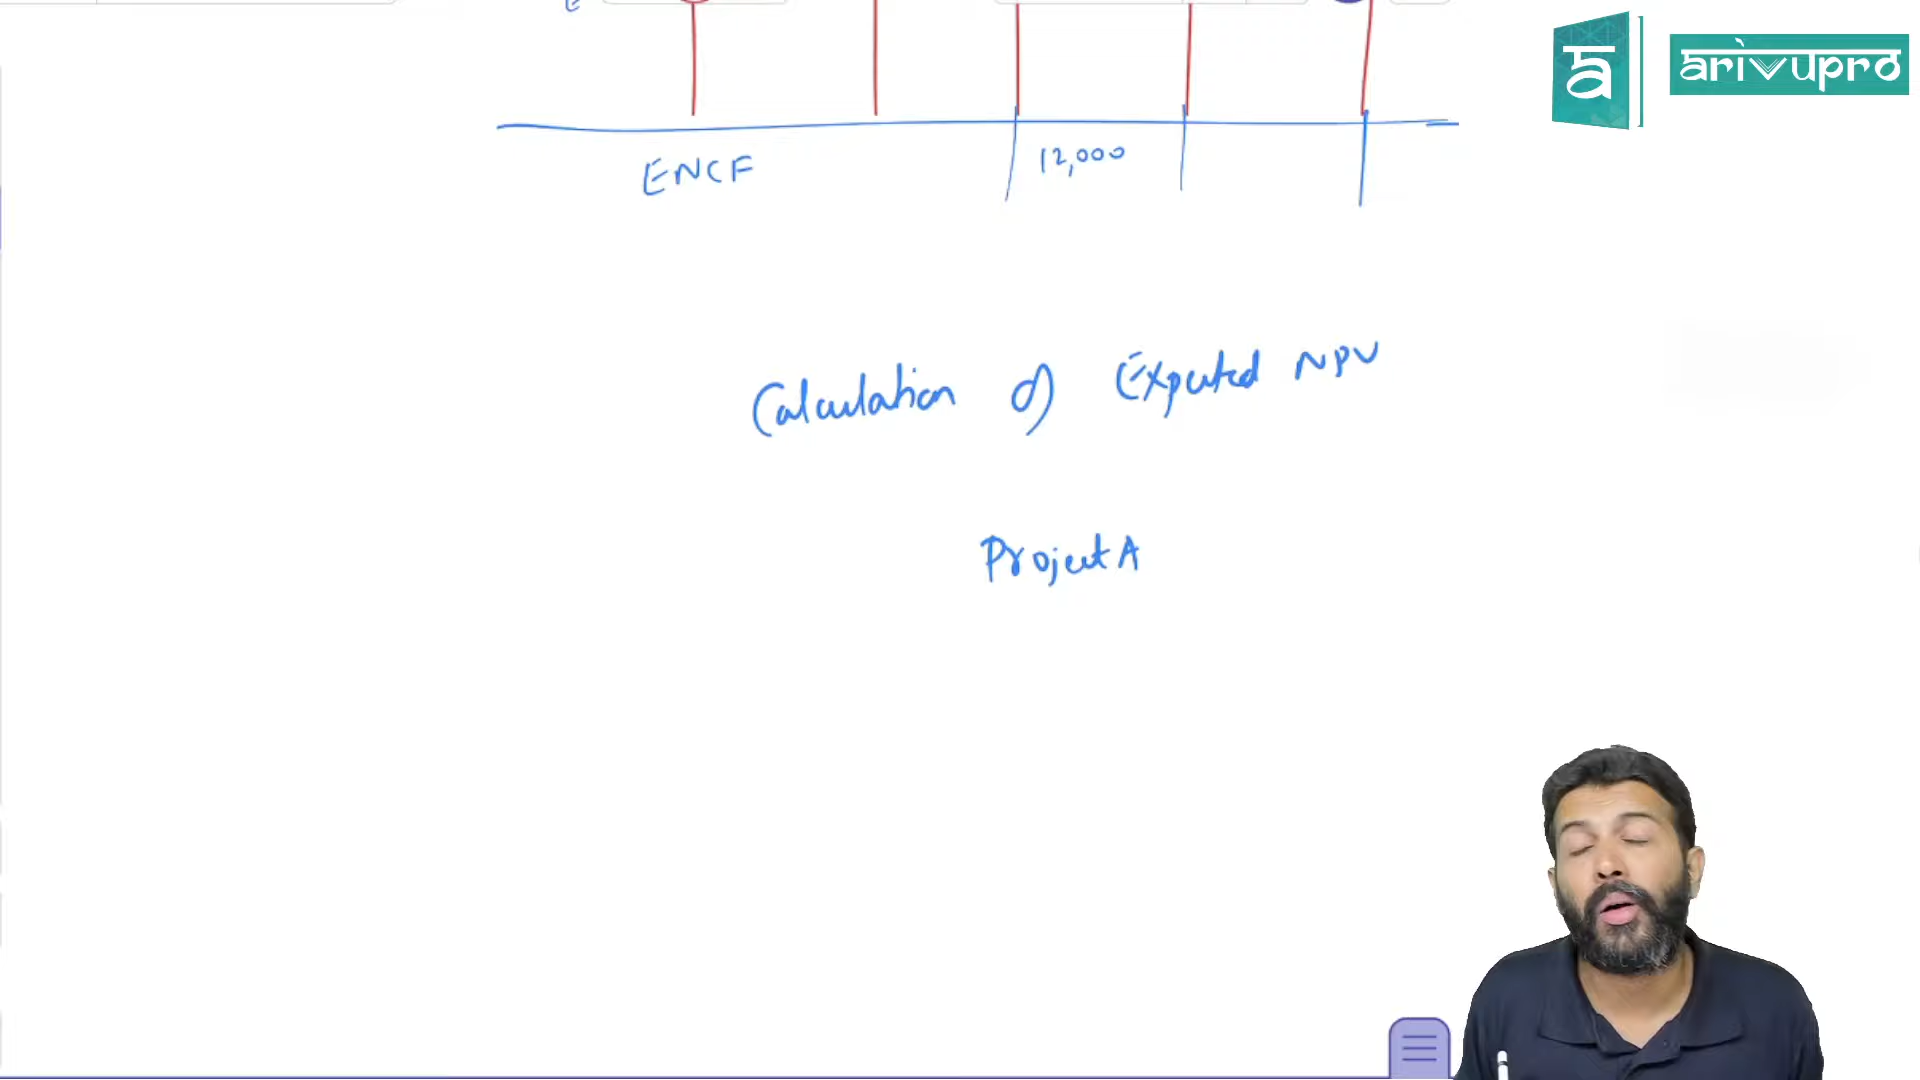 arivupro
ENCF 12,000
Calculation of Expected NPV
Project A